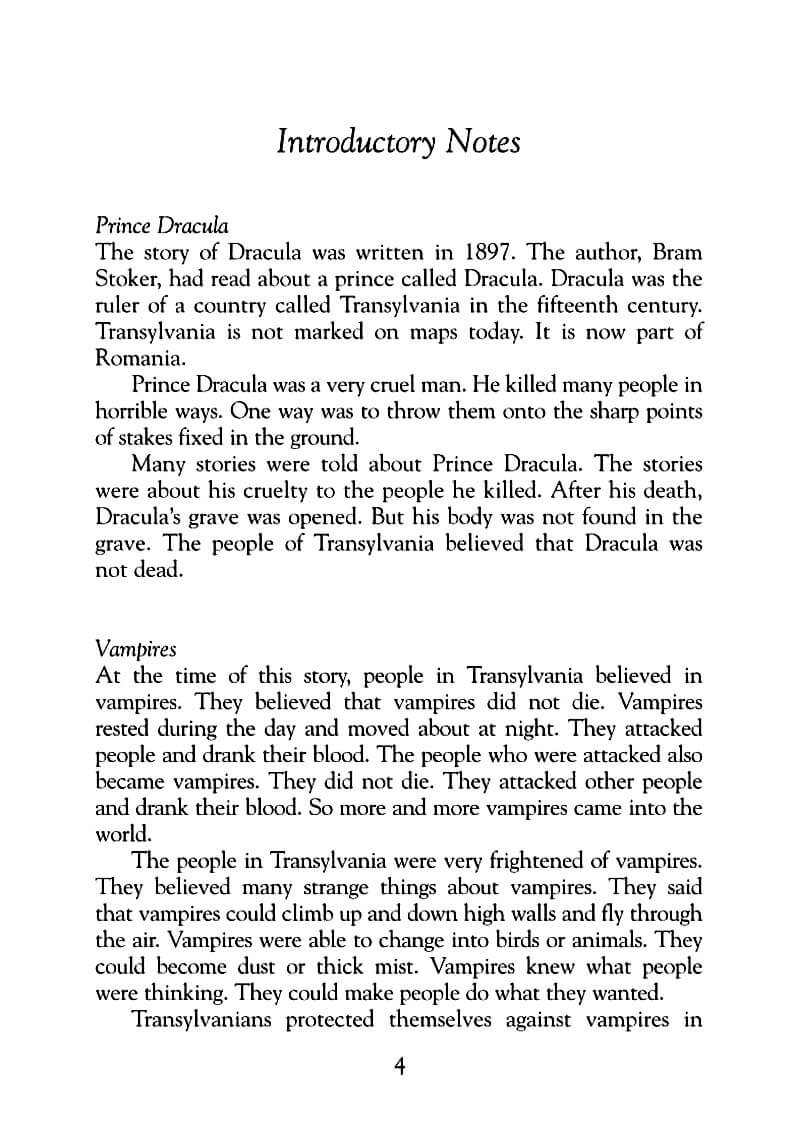 Introductory Notes
Prince Dracula
The story of Dracula was written in 1897. The author, Bram
Stoker, had read about a prince called Dracula. Dracula was the
ruler of a country called Transylvania in the fifteenth century.
Transylvania is not marked on maps today. It is now part of
Romania.
Prince Dracula was a very cruel man. He killed many people in
horrible ways. One way was to throw them onto the sharp points
of stakes fixed in the ground.
Many stories were told about Prince Dracula. The stories
were about his cruelty to the people he killed. After his death,
Dracula’s grave was opened. But his body was not found in the
grave. The people of Transylvania believed that Dracula was
not dead.
Vampires
At the time of this story, people in Transylvania believed in
vampires. They believed that vampires did not die. Vampires
rested during the day and moved about at night. They attacked
people and drank their blood. The people who were attacked also
became vampires. They did not die. They attacked other people
and drank their blood. So more and more vampires came into the
world.
The people in Transylvania were very frightened of vampires.
They believed many strange things about vampires. They said
that vampires could climb up and down high walls and fly through
the air. Vampires were able to change into birds or animals. They
could become dust or thick mist. Vampires knew what people
were thinking. They could make people do what they wanted.
Transylvanians protected themselves against vampires in
4